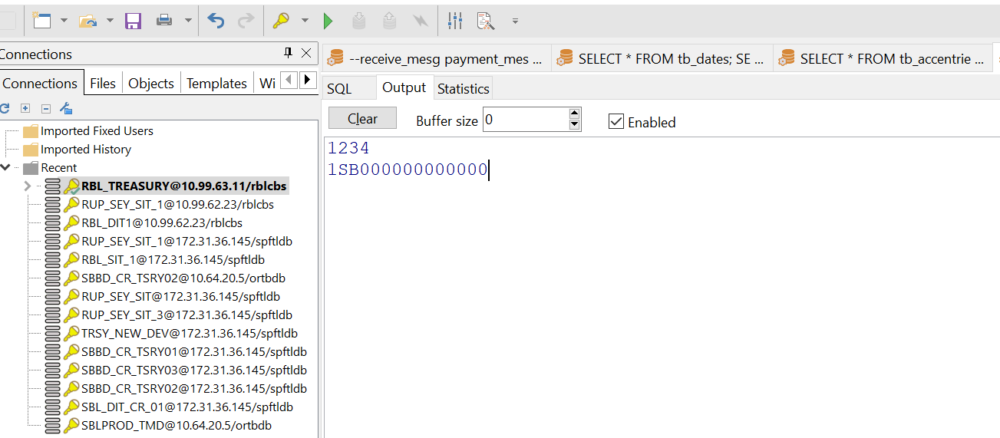 Connections
Connections Files Objects Templates Wi
Imported Fixed Users
Imported History
Recent
RBL_TREASURY@10.99.63.11/rblcbs
RUP_SEY_SIT_1@10.99.62.23/rblcbs
RBL_DIT1@10.99.62.23/rblcbs
RUP_SEY_SIT_1@172.31.36.145/spftldb
RBL_SIT_1@172.31.36.145/spftldb
SBBD_CR_TSRY02@10.64.20.5/ortbdb
RUP_SEY_SIT@172.31.36.145/spftldb
RUP_SEY_SIT_3@172.31.36.145/spftldb
TRSY_NEW_DEV@172.31.36.145/spftldb
SBBD_CR_TSRY01@172.31.36.145/spftldb
SBBD_CR_TSRY03@172.31.36.145/spftldb
SBBD_CR_TSRY02@172.31.36.145/spftldb
SBL_DIT_CR_01@172.31.36.145/spftldb
SBLPROD_TMD@10.64.20.5/ortbdb
--receive_mesg payment_mes ... SELECT * FROM tb_dates; SE ... SELECT * FROM tb_accentrie ...
SQL Output Statistics
Clear Buffer size 0 Enabled
1234
1SB000000000000